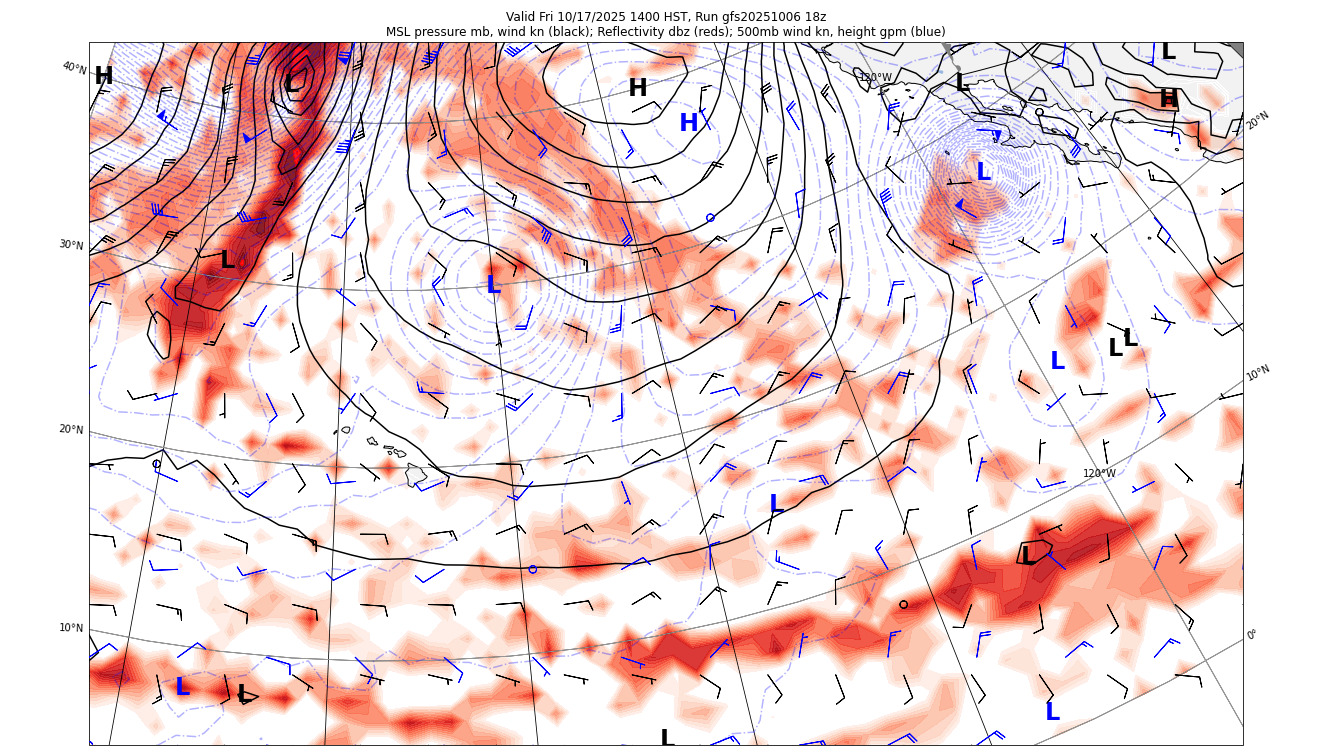 Valid Fri 10/17/2025 1400 HST, Run gfs20251006 18z
MSL pressure mb, wind kn (black); Reflectivity dbz (reds); 500mb wind kn, height gpm (blue)
L
40°N
H
L
120°W
L
H
H
H
20°N
L
30°N
L
L
L
L
L
10°N
20°N
120°W
L
L
10°N
0°
L
L
L
L